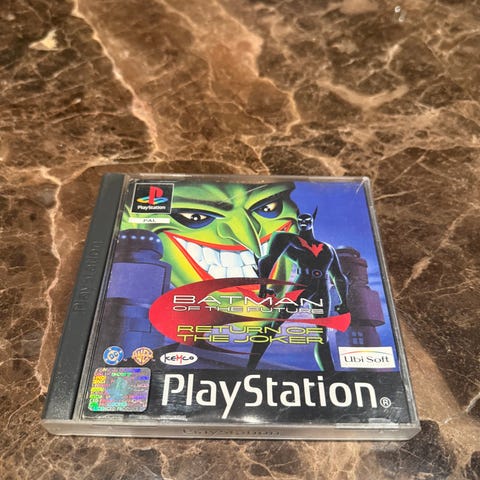 PlayStation
PAL
PlayStation
BATMAN
OF THE FUTURE
RETURN OF
THE JOKER
KEMCO
Ubi Soft
PlayStation®